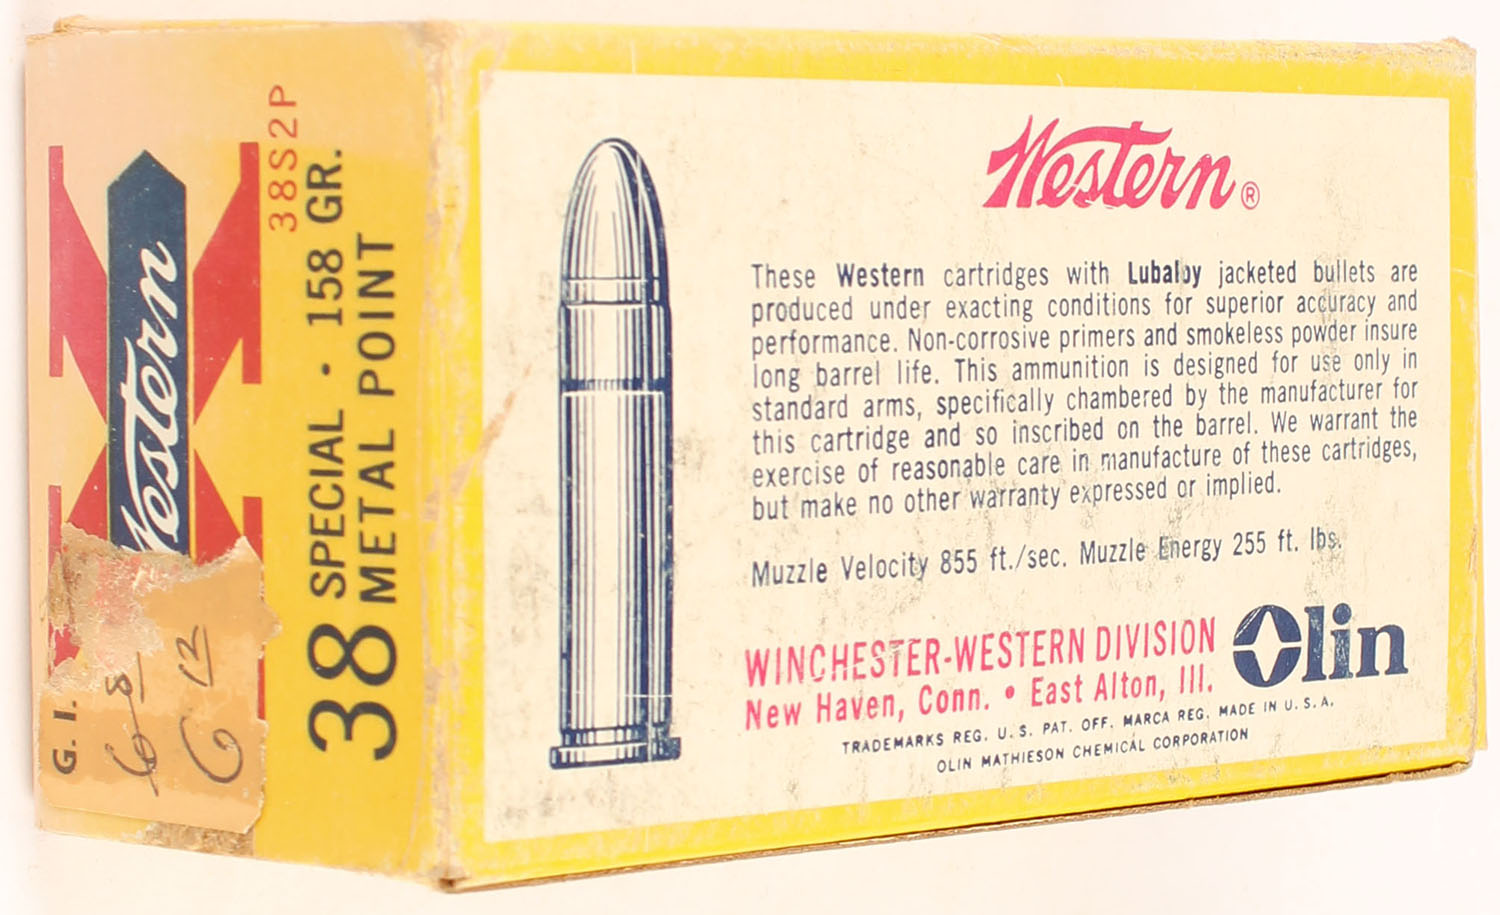 Western
38S2P
38 SPECIAL • 158 GR.
METAL POINT
G. I.
6 8
6 12
Western®
These Western cartridges with Lubaloy jacketed bullets are
produced under exacting conditions for superior accuracy and
performance. Non-corrosive primers and smokeless powder insure
long barrel life. This ammunition is designed for use only in
standard arms, specifically chambered by the manufacturer for
this cartridge and so inscribed on the barrel. We warrant the
exercise of reasonable care in manufacture of these cartridges,
but make no other warranty expressed or implied.
Muzzle Velocity 855 ft./sec. Muzzle Energy 255 ft. lbs.
WINCHESTER-WESTERN DIVISION
New Haven, Conn. • East Alton, Ill.
Olin
TRADEMARKS REG. U. S. PAT. OFF. MARCA REG. MADE IN U. S. A.
OLIN MATHIESON CHEMICAL CORPORATION